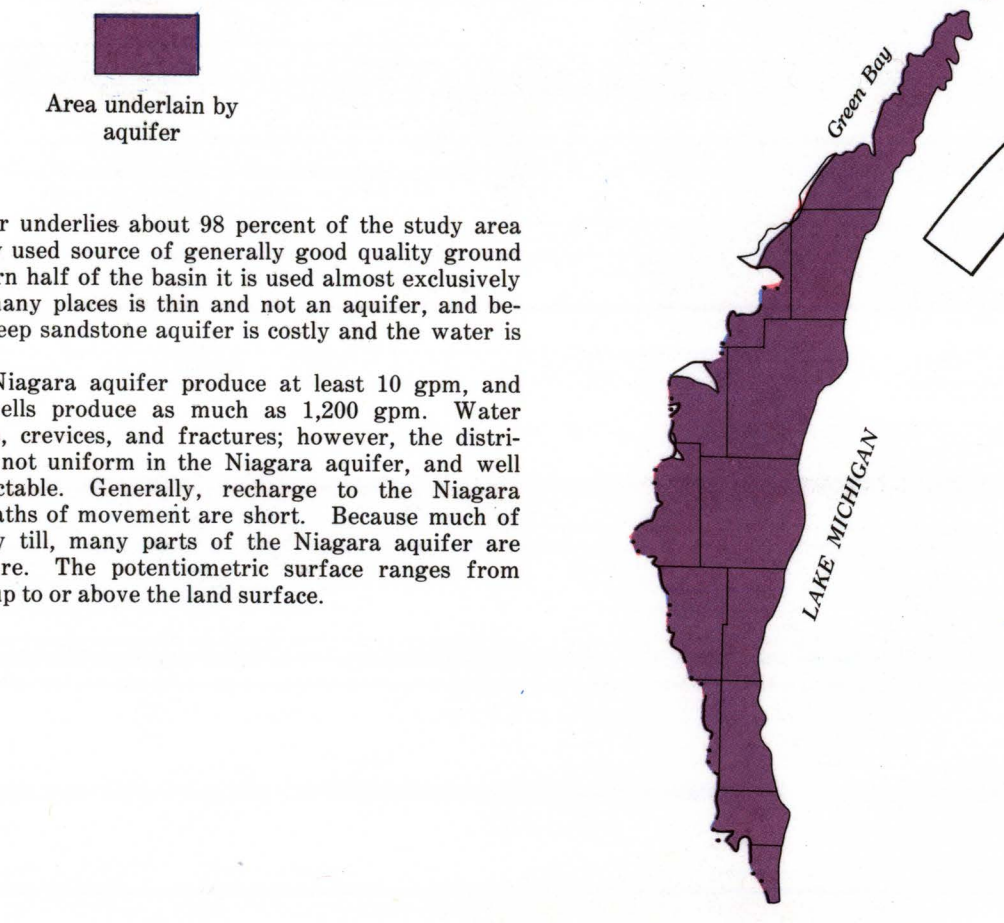 Area underlain by
aquifer
r underlies about 98 percent of the study area
y used source of generally good quality ground
rn half of the basin it is used almost exclusively
nany places is thin and not an aquifer, and be-
eep sandstone aquifer is costly and the water is
Niagara aquifer produce at least 10 gpm, and
ells produce as much as 1,200 gpm. Water
, crevices, and fractures; however, the distri-
not uniform in the Niagara aquifer, and well
ctable. Generally, recharge to the Niagara
aths of movement are short. Because much of
y till, many parts of the Niagara aquifer are
re. The potentiometric surface ranges from
up to or above the land surface.
Green Bay
LAKE MICHIGAN